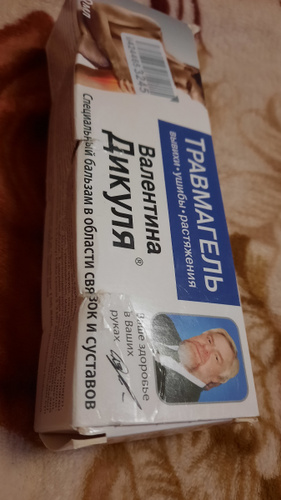 ТРАВМАГЕЛЬ
вывихи • ушибы • растяжения
Валентина
Дикуля®
Специальный бальзам в области связок и суставов
Ваше здоровье
в Ваших
руках